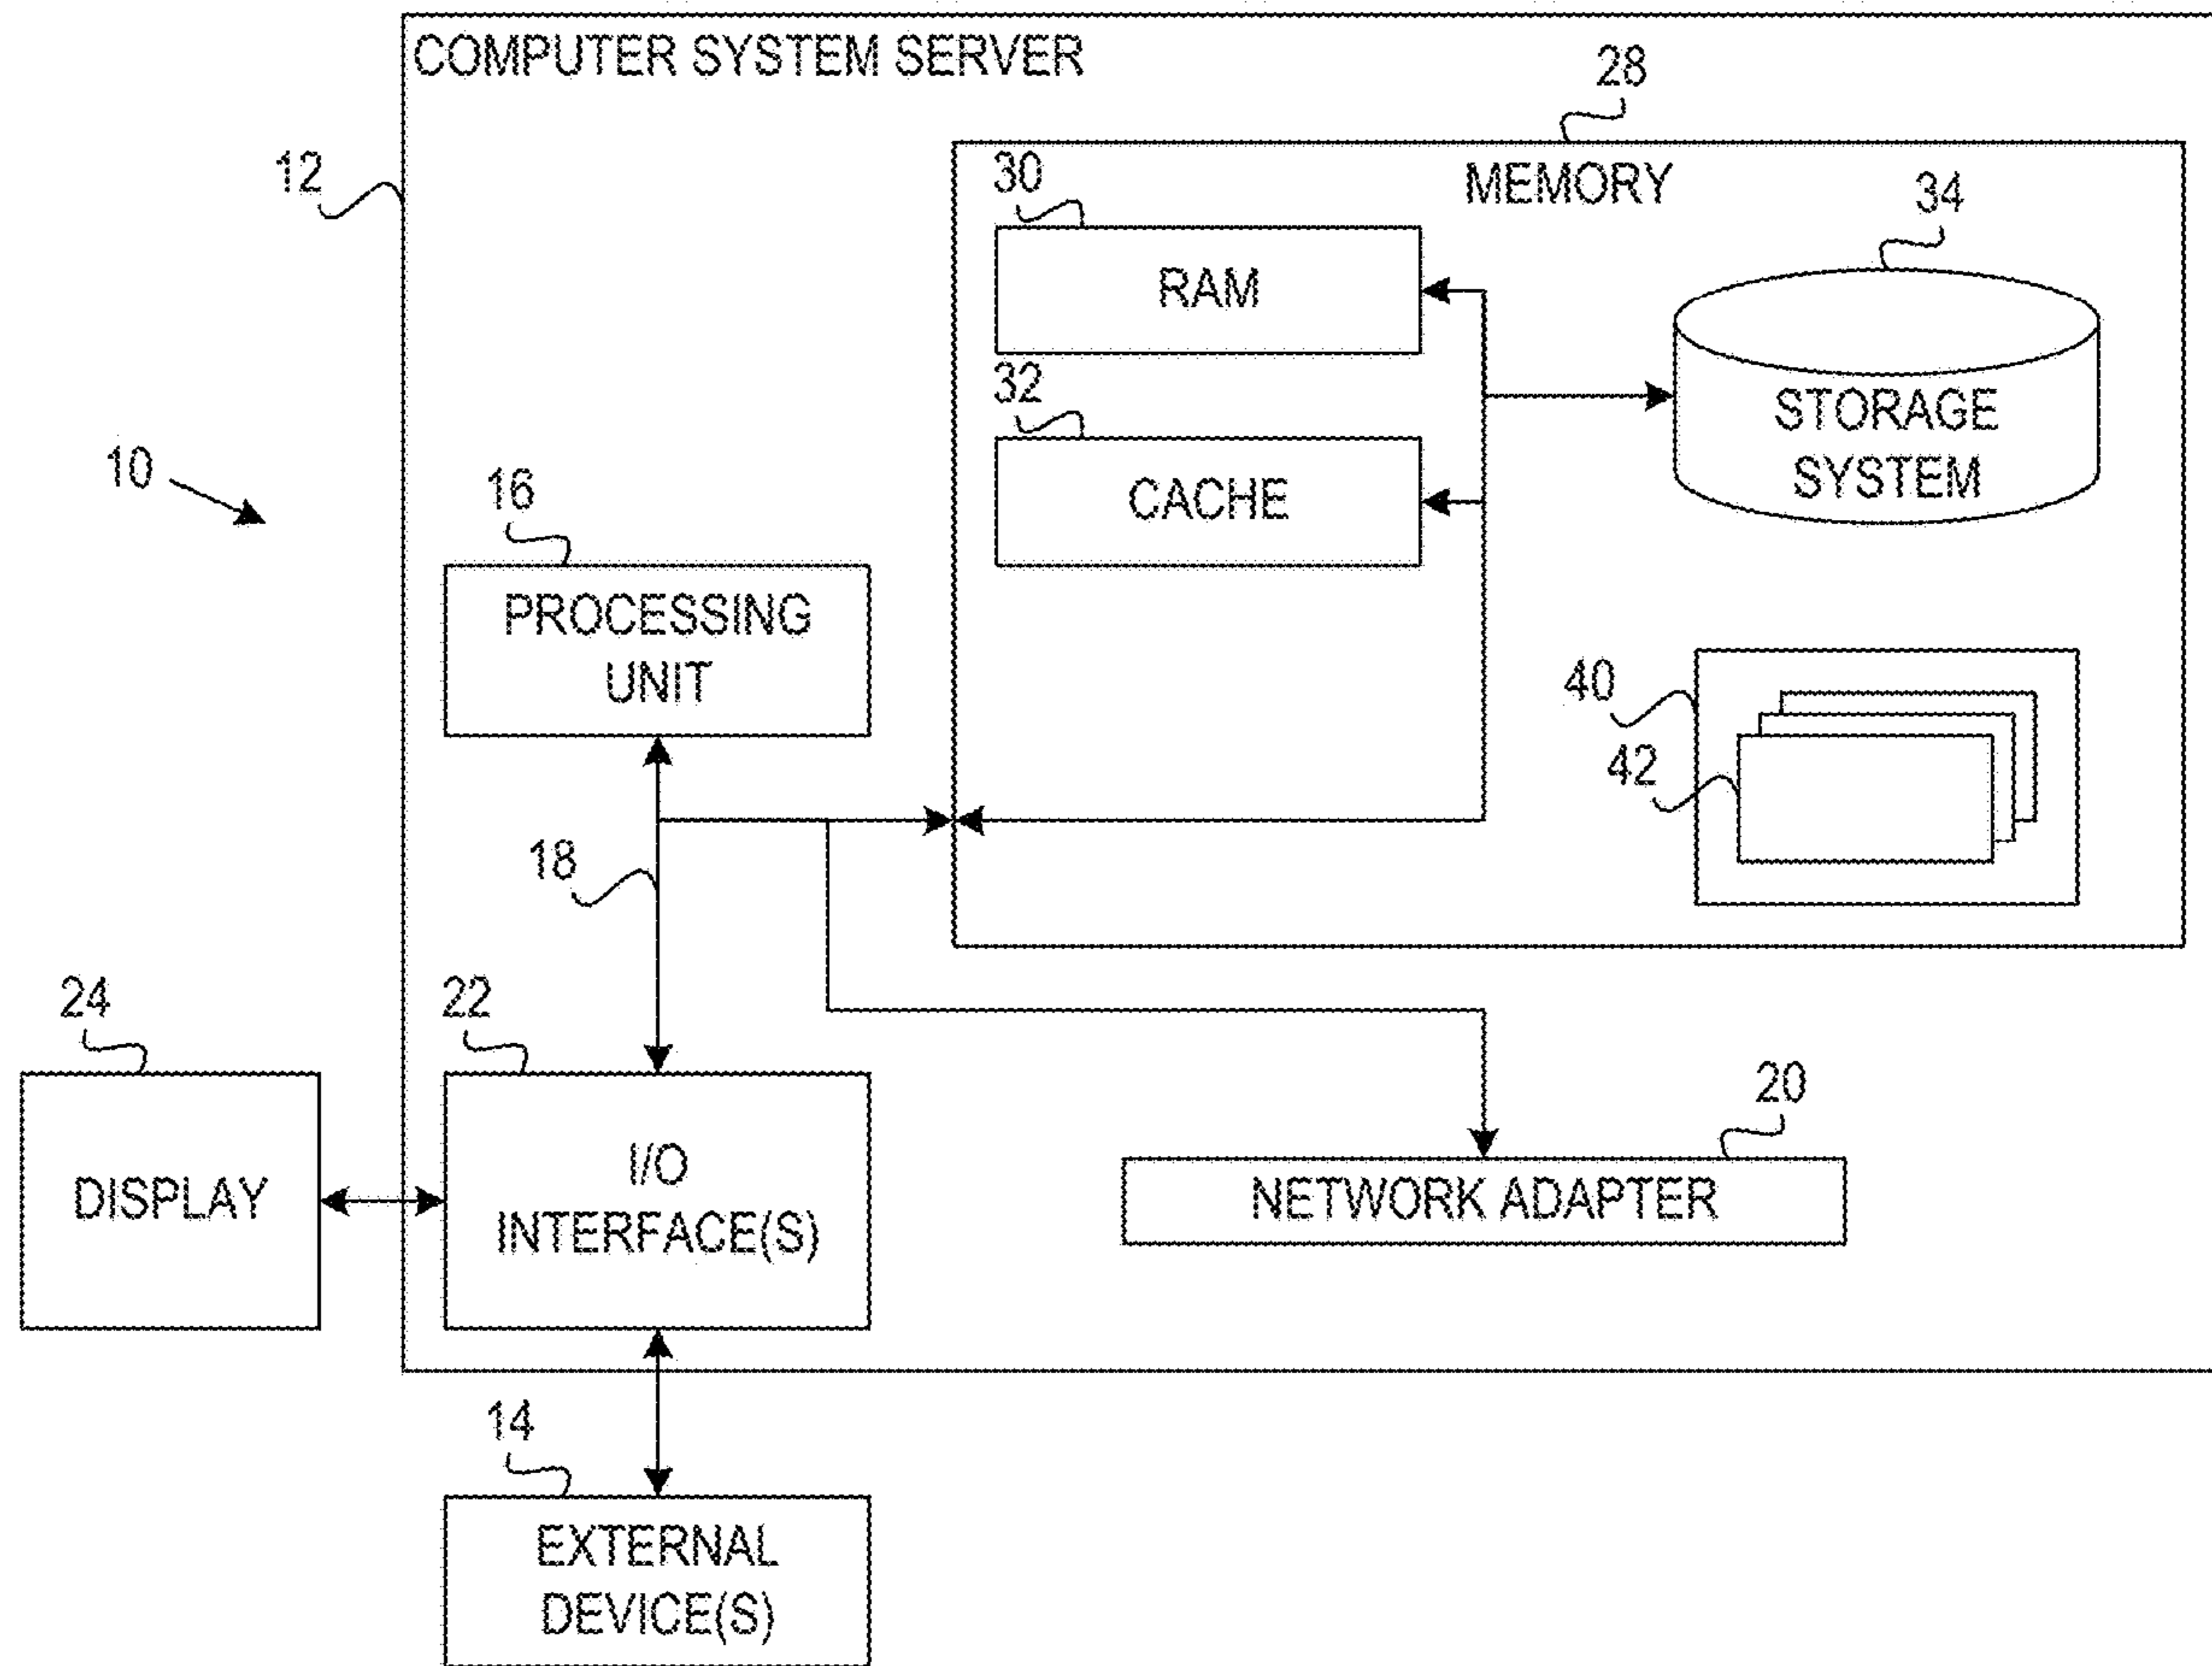 COMPUTER SYSTEM SERVER
28
12
30
MEMORY
34
RAM
32
STORAGE
SYSTEM
CACHE
10
16
PROCESSING
UNIT
40
42
18
24
22
20
DISPLAY
I/O
INTERFACE(S)
NETWORK ADAPTER
14
EXTERNAL
DEVICE(S)